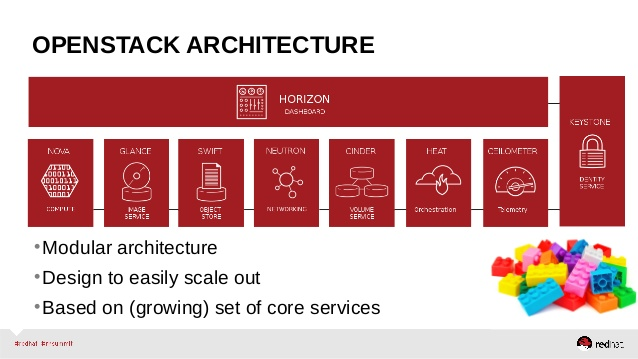 OPENSTACK ARCHITECTURE
HORIZON
DASHBOARD
KEYSTONE
IDENTITY
SERVICE
NOVA
COMPUTE
GLANCE
IMAGE
SERVICE
SWIFT
OBJECT
STORE
NEUTRON
NETWORKING
CINDER
VOLUME
SERVICE
HEAT
Orchestration
CEILOMETER
Telemetry
•Modular architecture
•Design to easily scale out
•Based on (growing) set of core services
#redhat #rhsummit
redhat.